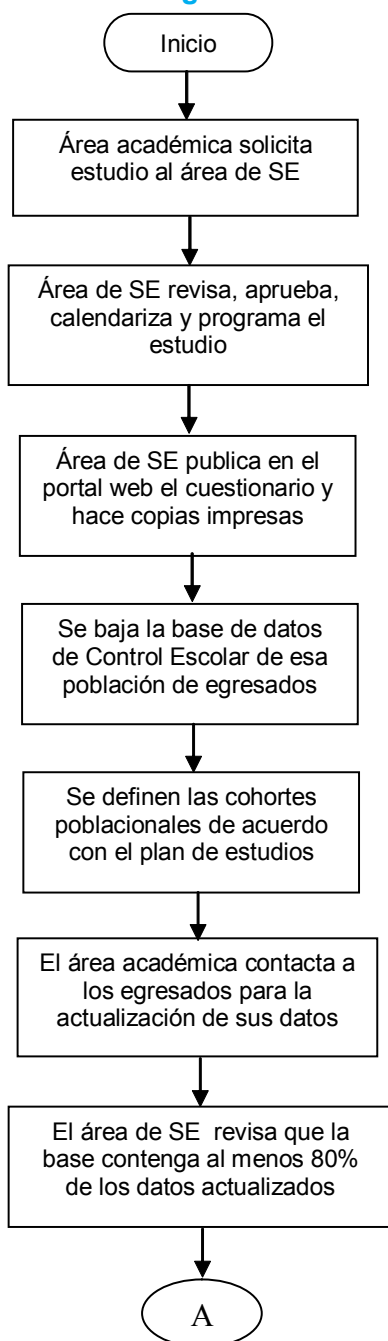 Inicio
Área académica solicita
estudio al área de SE
Área de SE revisa, aprueba,
calendariza y programa el
estudio
Área de SE publica en el
portal web el cuestionario y
hace copias impresas
Se baja la base de datos
de Control Escolar de esa
población de egresados
Se definen las cohortes
poblacionales de acuerdo
con el plan de estudios
El área académica contacta a
los egresados para la
actualización de sus datos
El área de SE revisa que la
base contenga al menos 80%
de los datos actualizados
A